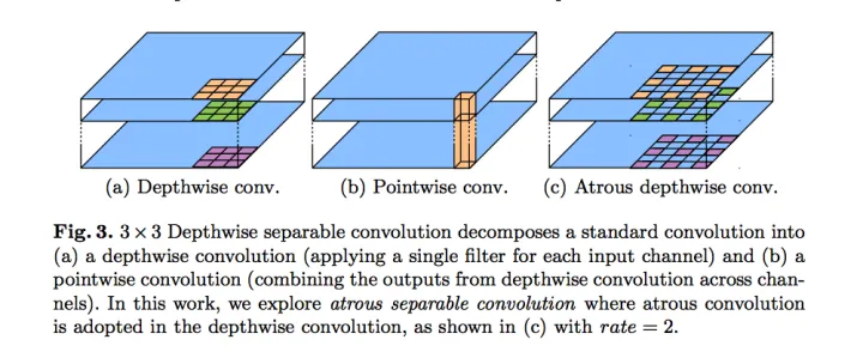 (a) Depthwise conv.
(b) Pointwise conv.
(c) Atrous depthwise conv.
Fig. 3. 3 × 3 Depthwise separable convolution decomposes a standard convolution into
(a) a depthwise convolution (applying a single filter for each input channel) and (b) a
pointwise convolution (combining the outputs from depthwise convolution across chan-
nels). In this work, we explore atrous separable convolution where atrous convolution
is adopted in the depthwise convolution, as shown in (c) with rate = 2.